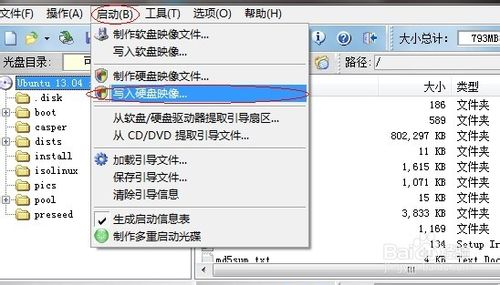 件(F) 操作(A) 启动(B) 工具(T) 选项(O) 帮助(H)
制作软盘映像文件...
写入软盘映像...
制作硬盘映像文件...
写入硬盘映像...
从软盘/硬盘驱动器提取引导扇区...
从 CD/DVD 提取引导文件...
加载引导文件...
保存引导文件...
清除引导信息
生成启动信息表
制作多重启动光碟
大小总计: 793MB
光盘目录: 可
路径: /
Ubuntu 13.04
.disk
boot
casper
dists
install
isolinux
pics
pool
preseed
大小 类型
186 文件夹
589 文件夹
802,297 KB 文件夹
11 KB 文件夹
1,615 KB 文件夹
1,071 KB 文件夹
15 KB 文件夹
3,833 KB 文件夹
1,169 文件夹
134 Setup In
md5sum.txt 4 KB Text Doc